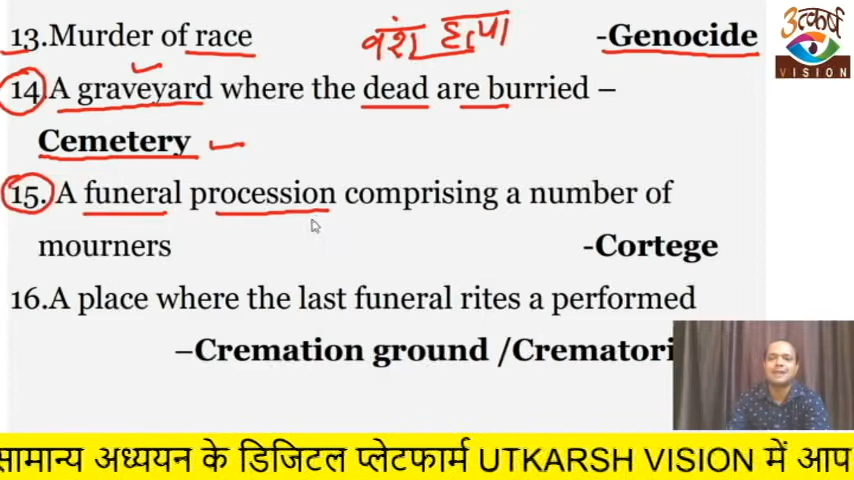 13.Murder of race वंश हत्या -Genocide
उत्कर्ष
VISION
14.A graveyard where the dead are burried –
Cemetery
15. A funeral procession comprising a number of
mourners -Cortege
16.A place where the last funeral rites a performed
–Cremation ground /Crematori
सामान्य अध्ययन के डिजिटल प्लेटफार्म UTKARSH VISION में आप